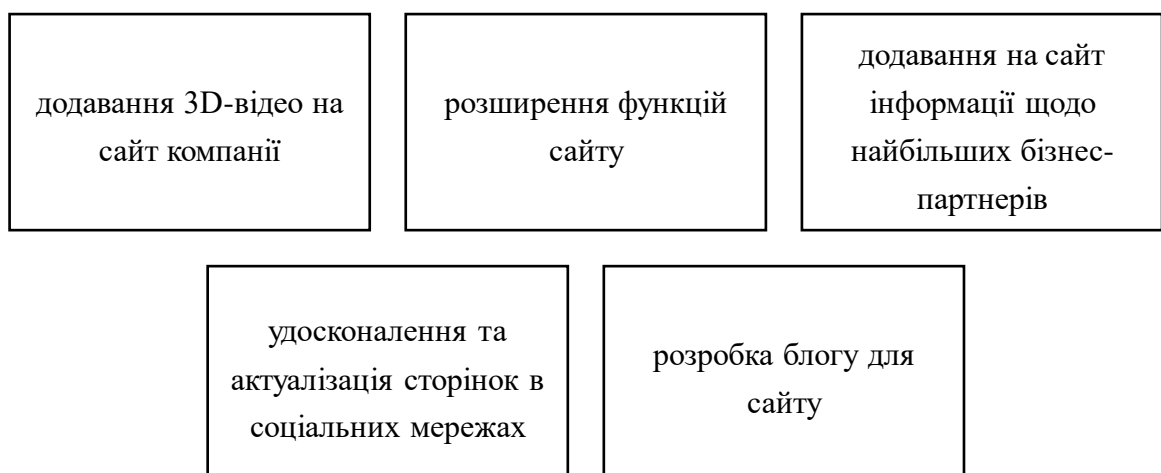 додавання 3D-відео на
сайт компанії
розширення функцій
сайту
додавання на сайт
інформації щодо
найбільших бізнес-
партнерів
удосконалення та
актуалізація сторінок в
соціальних мережах
розробка блогу для
сайту